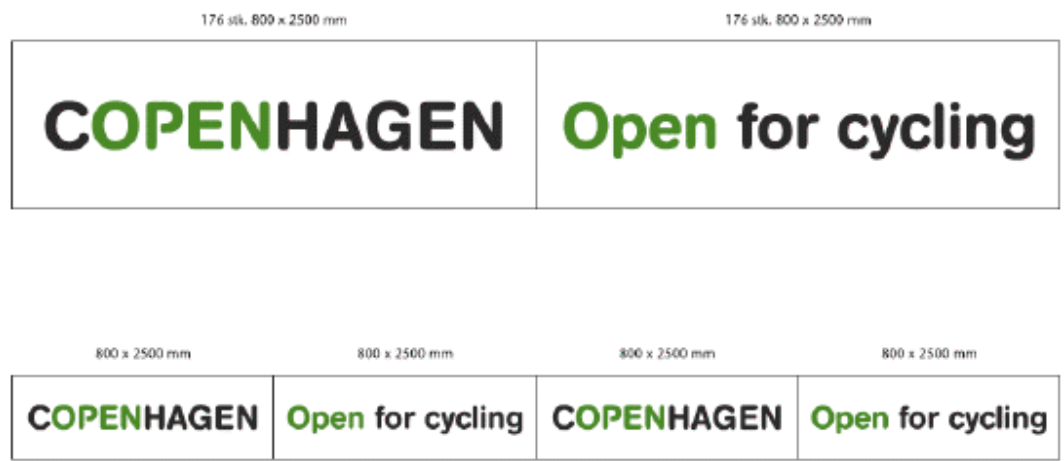 176 stk. 800 x 2500 mm 176 stk. 800 x 2500 mm
COPENHAGEN Open for cycling
800 x 2500 mm 800 x 2500 mm 800 x 2500 mm 800 x 2500 mm
COPENHAGEN Open for cycling COPENHAGEN Open for cycling